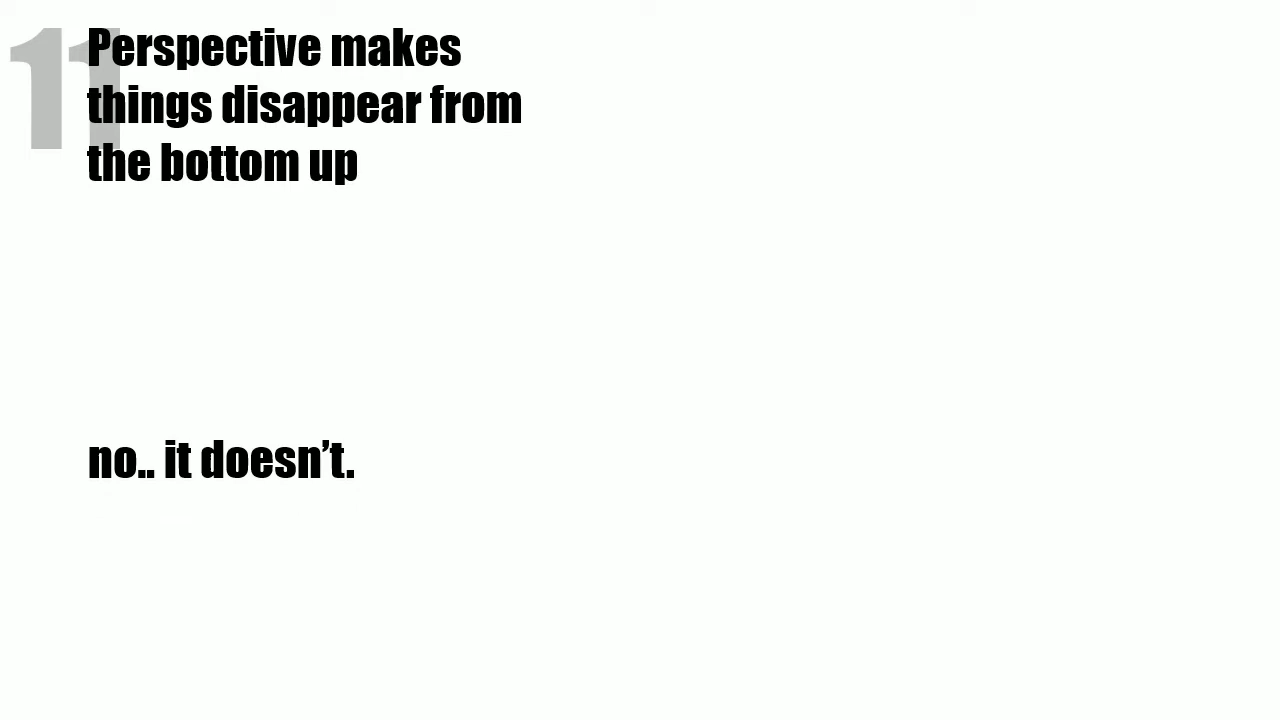 11
Perspective makes
things disappear from
the bottom up
no.. it doesn’t.